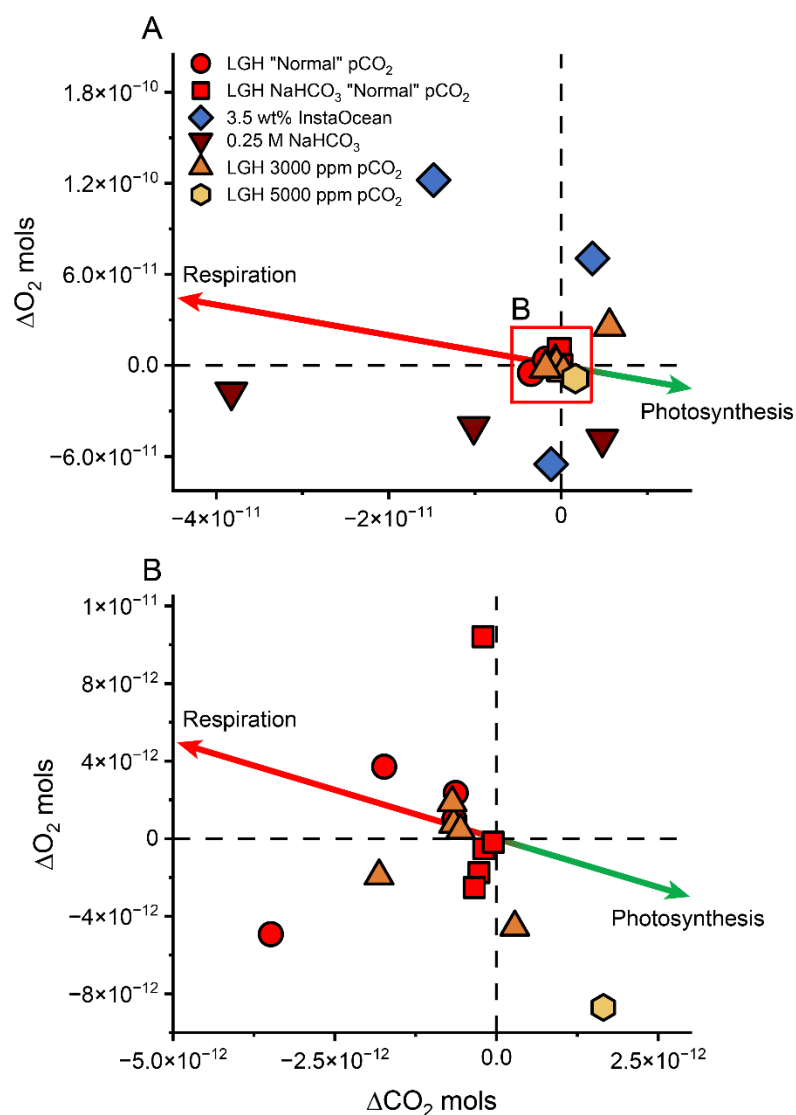 A
LGH "Normal" pCO₂
LGH NaHCO₃ "Normal" pCO₂
3.5 wt% InstaOcean
0.25 M NaHCO₃
LGH 3000 ppm pCO₂
LGH 5000 ppm pCO₂
1.8×10⁻¹⁰
1.2×10⁻¹⁰
6.0×10⁻¹¹
0.0
−6.0×10⁻¹¹
ΔO₂ mols
Respiration
B
Photosynthesis
−4×10⁻¹¹
−2×10⁻¹¹
0
B
1×10⁻¹¹
8×10⁻¹²
4×10⁻¹²
0
−4×10⁻¹²
−8×10⁻¹²
ΔO₂ mols
Respiration
Photosynthesis
−5.0×10⁻¹²
−2.5×10⁻¹²
0.0
2.5×10⁻¹²
ΔCO₂ mols